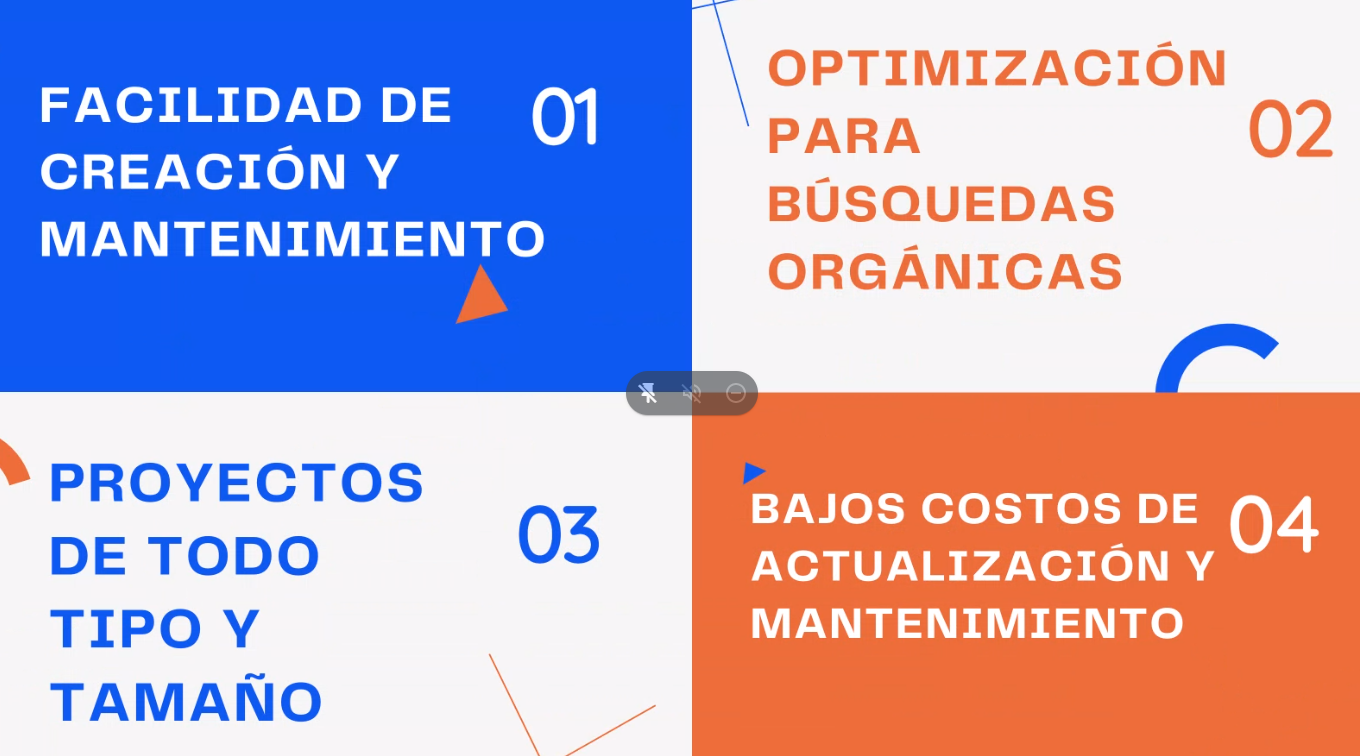 FACILIDAD DE
CREACIÓN Y
MANTENIMIENTO
01
OPTIMIZACIÓN
PARA
BÚSQUEDAS
ORGÁNICAS
02
PROYECTOS
DE TODO
TIPO Y
TAMAÑO
03
BAJOS COSTOS DE
ACTUALIZACIÓN Y
MANTENIMIENTO
04